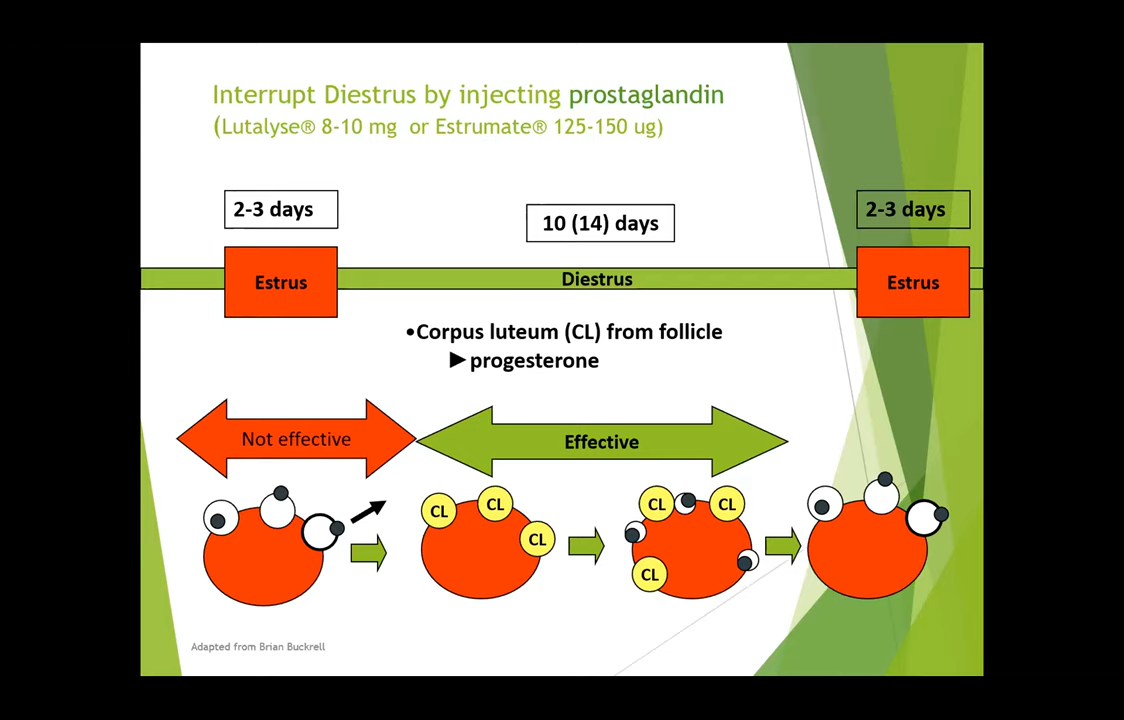 Interrupt Diestrus by injecting prostaglandin
(Lutalyse® 8-10 mg or Estrumate® 125-150 ug)
2-3 days
10 (14) days
2-3 days
Estrus
Diestrus
Estrus
•Corpus luteum (CL) from follicle
►progesterone
Not effective
Effective
CL
CL
CL
CL
CL
CL
Adapted from Brian Buckrell